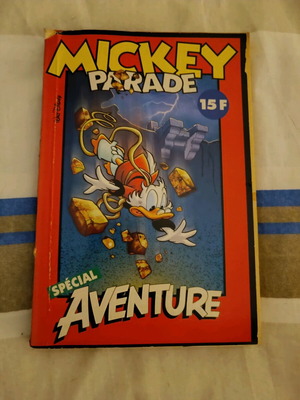 MICKEY
PARADE
15 F
SPÉCIAL
AVENTURE